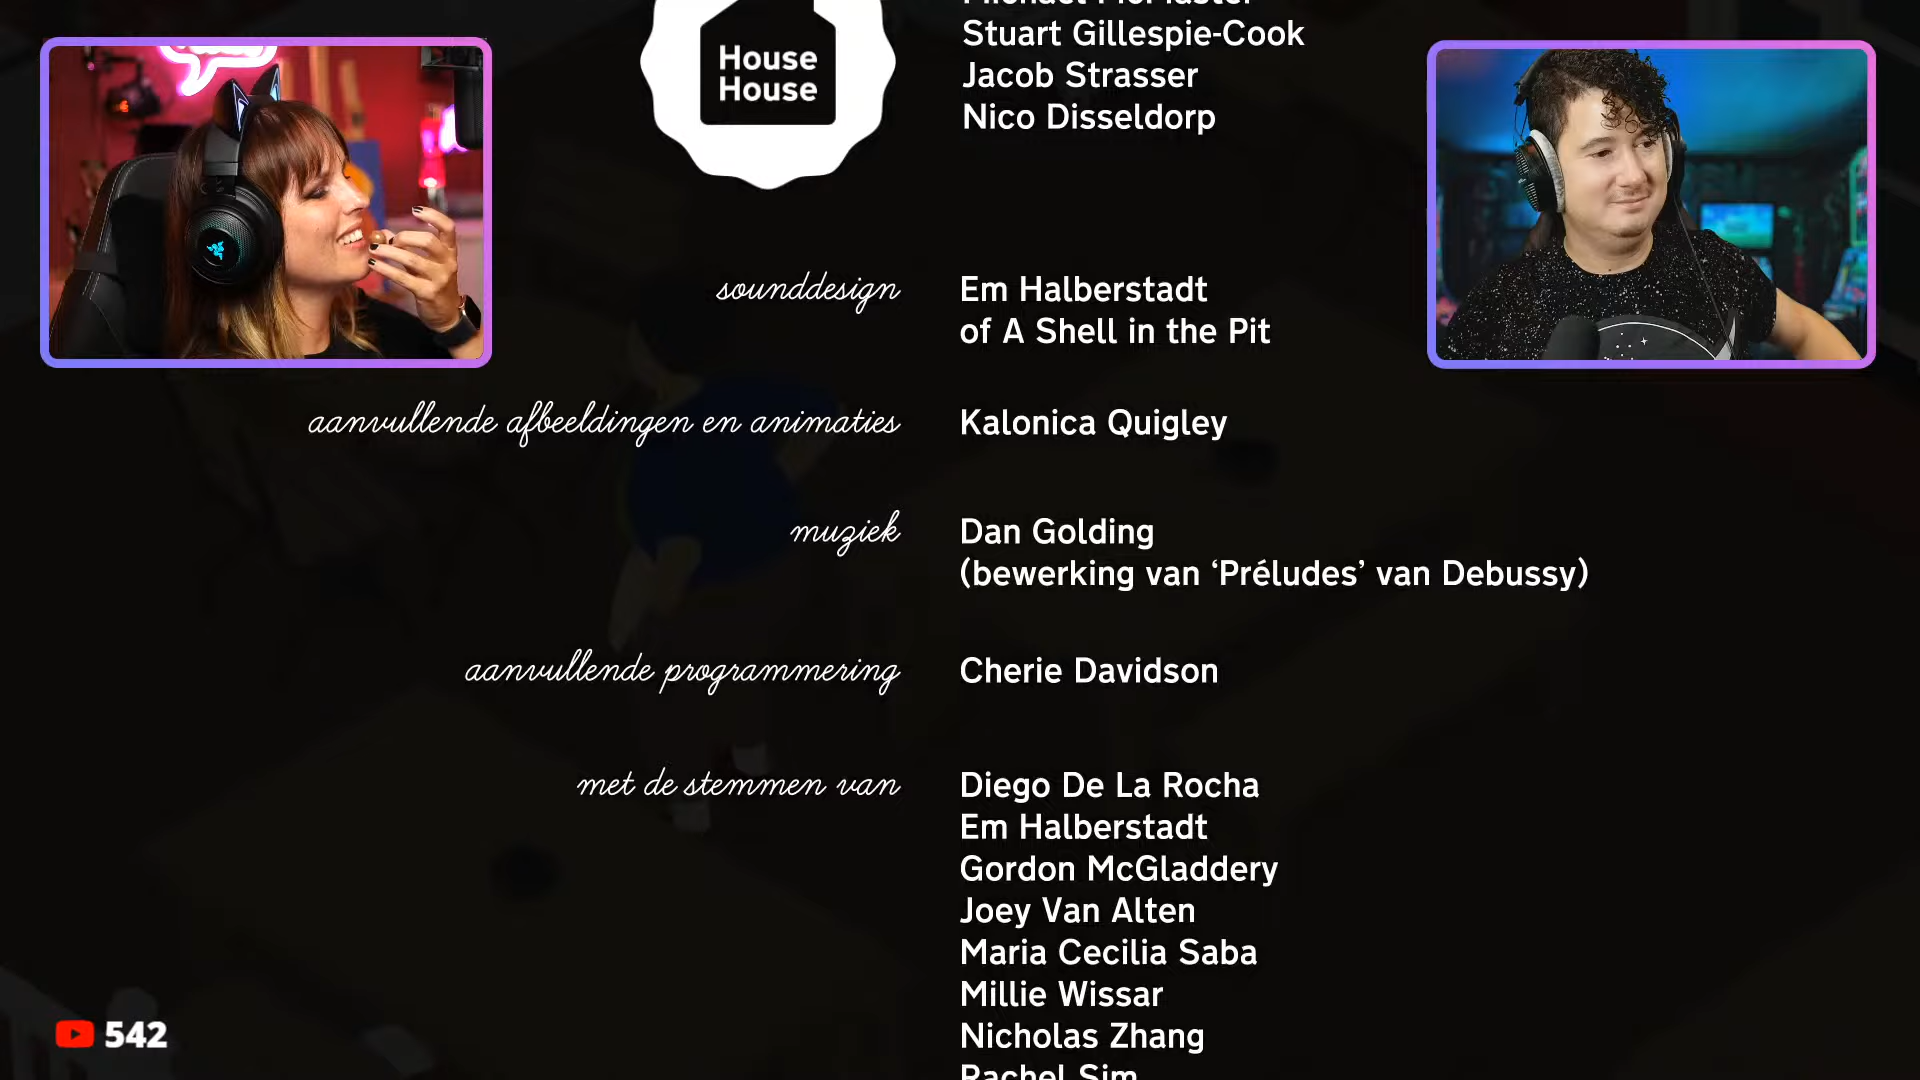 House
House
Stuart Gillespie-Cook
Jacob Strasser
Nico Disseldorp
sounddesign
Em Halberstadt
of A Shell in the Pit
aanvullende afbeeldingen en animaties
Kalonica Quigley
muziek
Dan Golding
(bewerking van ‘Préludes’ van Debussy)
aanvullende programmering
Cherie Davidson
met de stemmen van
Diego De La Rocha
Em Halberstadt
Gordon McGladdery
Joey Van Alten
Maria Cecilia Saba
Millie Wissar
Nicholas Zhang
Rachel Sim
542